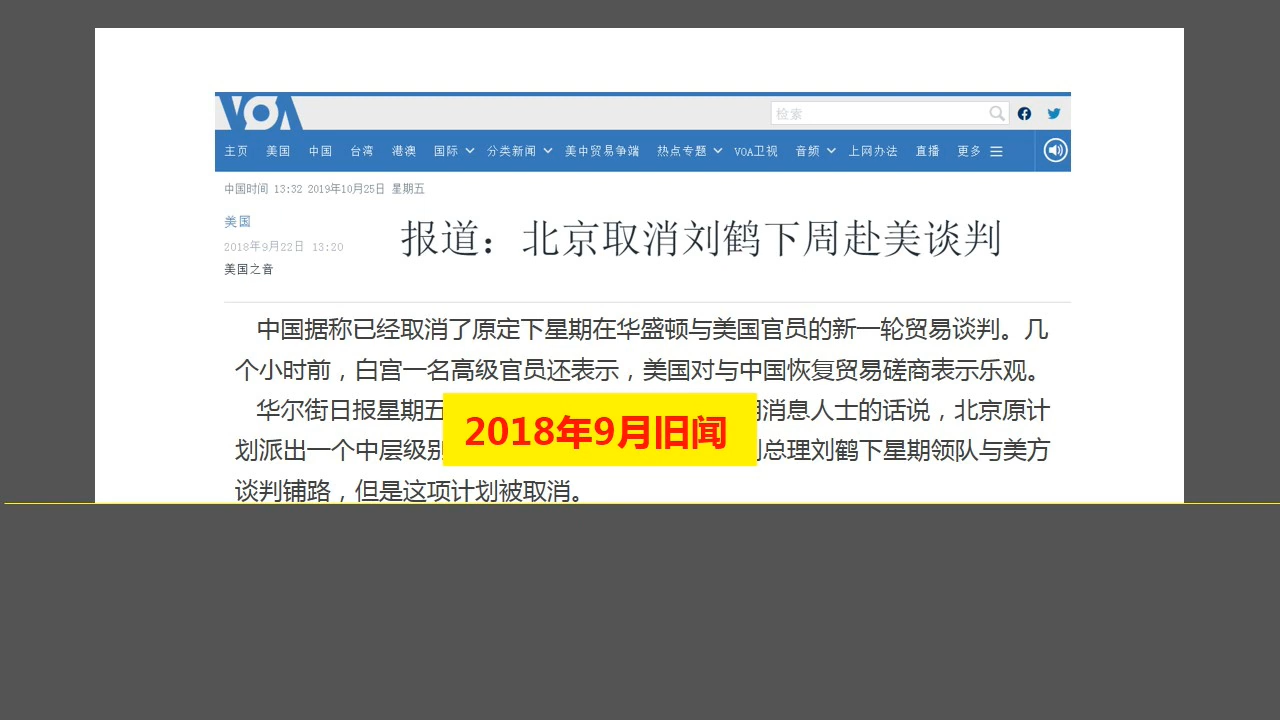 VOA
检索
主页 美国 中国 台湾 港澳 国际 分类新闻 美中贸易争端 热点专题 VOA卫视 音频 上网办法 直播 更多
中国时间 13:32 2019年10月25日 星期五
美国
2018年9月22日 13:20
美国之音
报道：北京取消刘鹤下周赴美谈判
中国据称已经取消了原定下星期在华盛顿与美国官员的新一轮贸易谈判。几
个小时前，白宫一名高级官员还表示，美国对与中国恢复贸易磋商表示乐观。
华尔街日报星期五 消息人士的话说，北京原计
2018年9月旧闻
划派出一个中层级 总理刘鹤下星期领队与美方
谈判铺路，但是这项计划被取消。